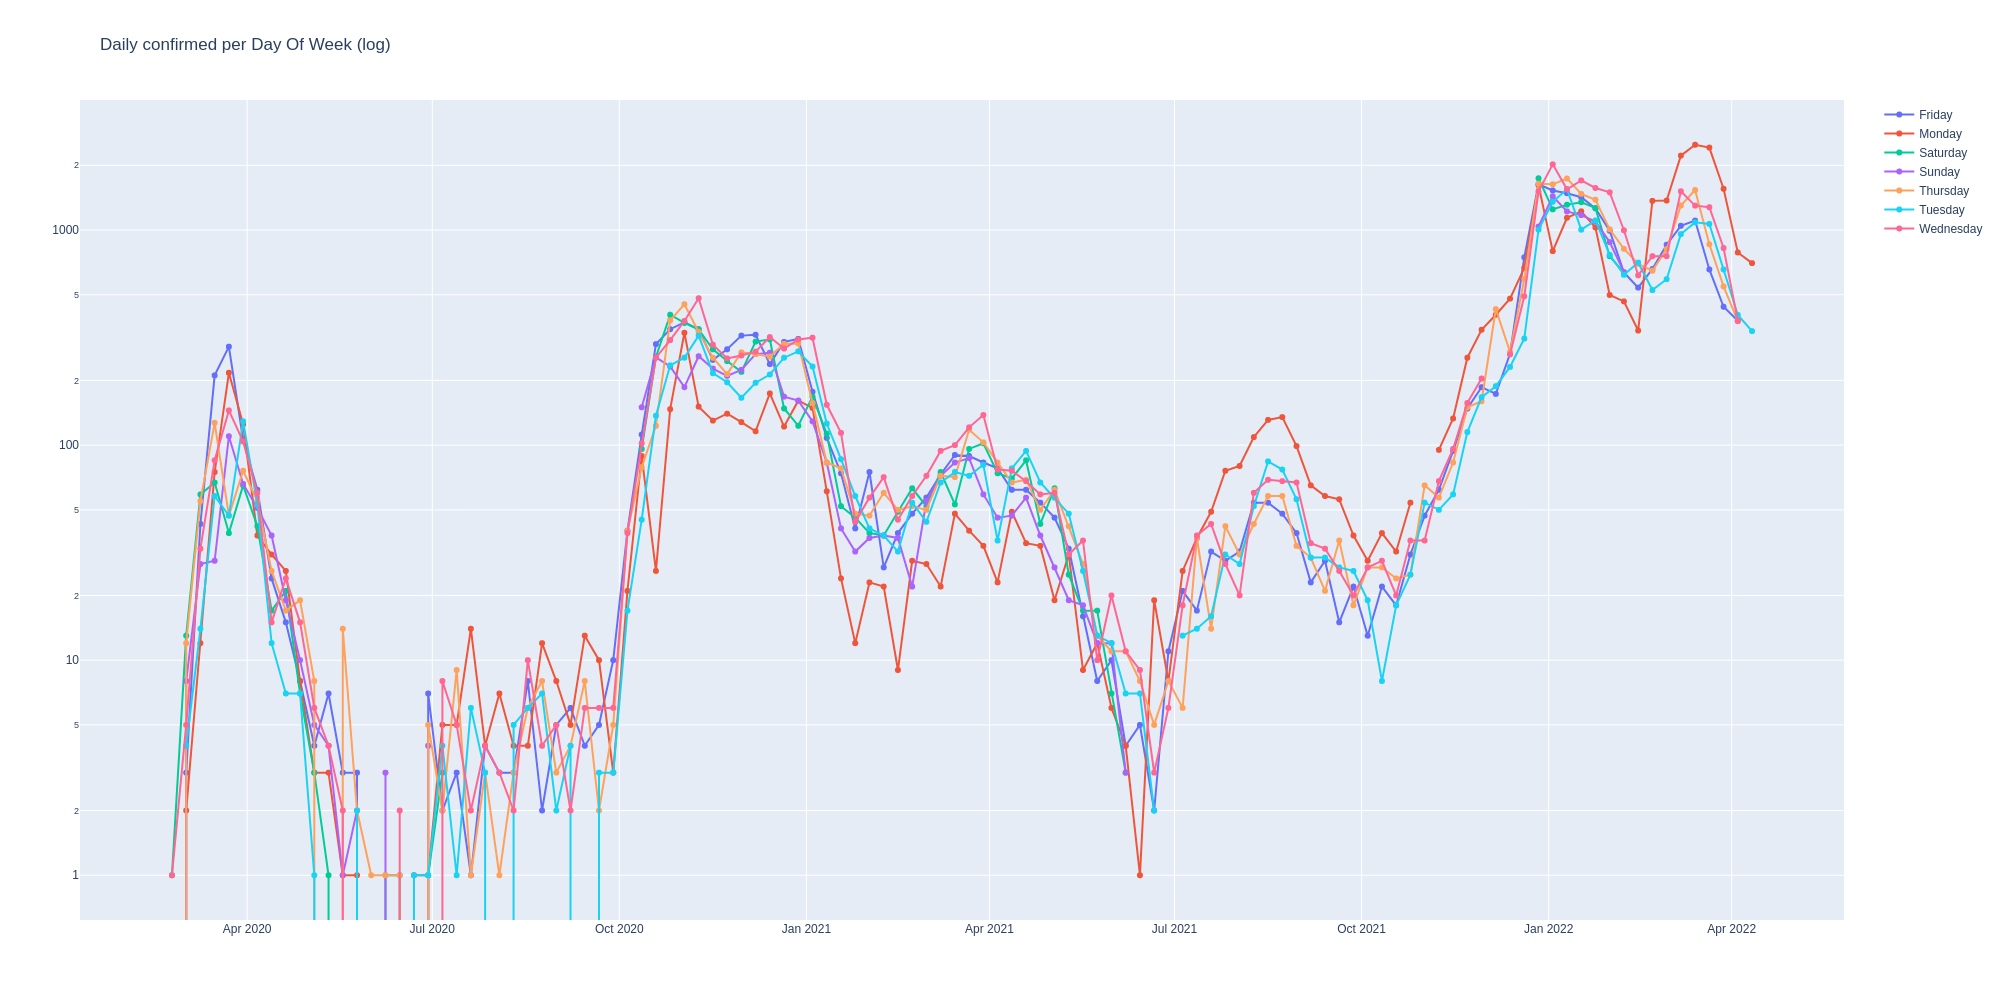 Daily confirmed per Day Of Week (log)
Friday
Monday
Saturday
Sunday
Thursday
Tuesday
Wednesday
2
1000
5
2
100
5
2
10
5
2
1
Apr 2020
Jul 2020
Oct 2020
Jan 2021
Apr 2021
Jul 2021
Oct 2021
Jan 2022
Apr 2022